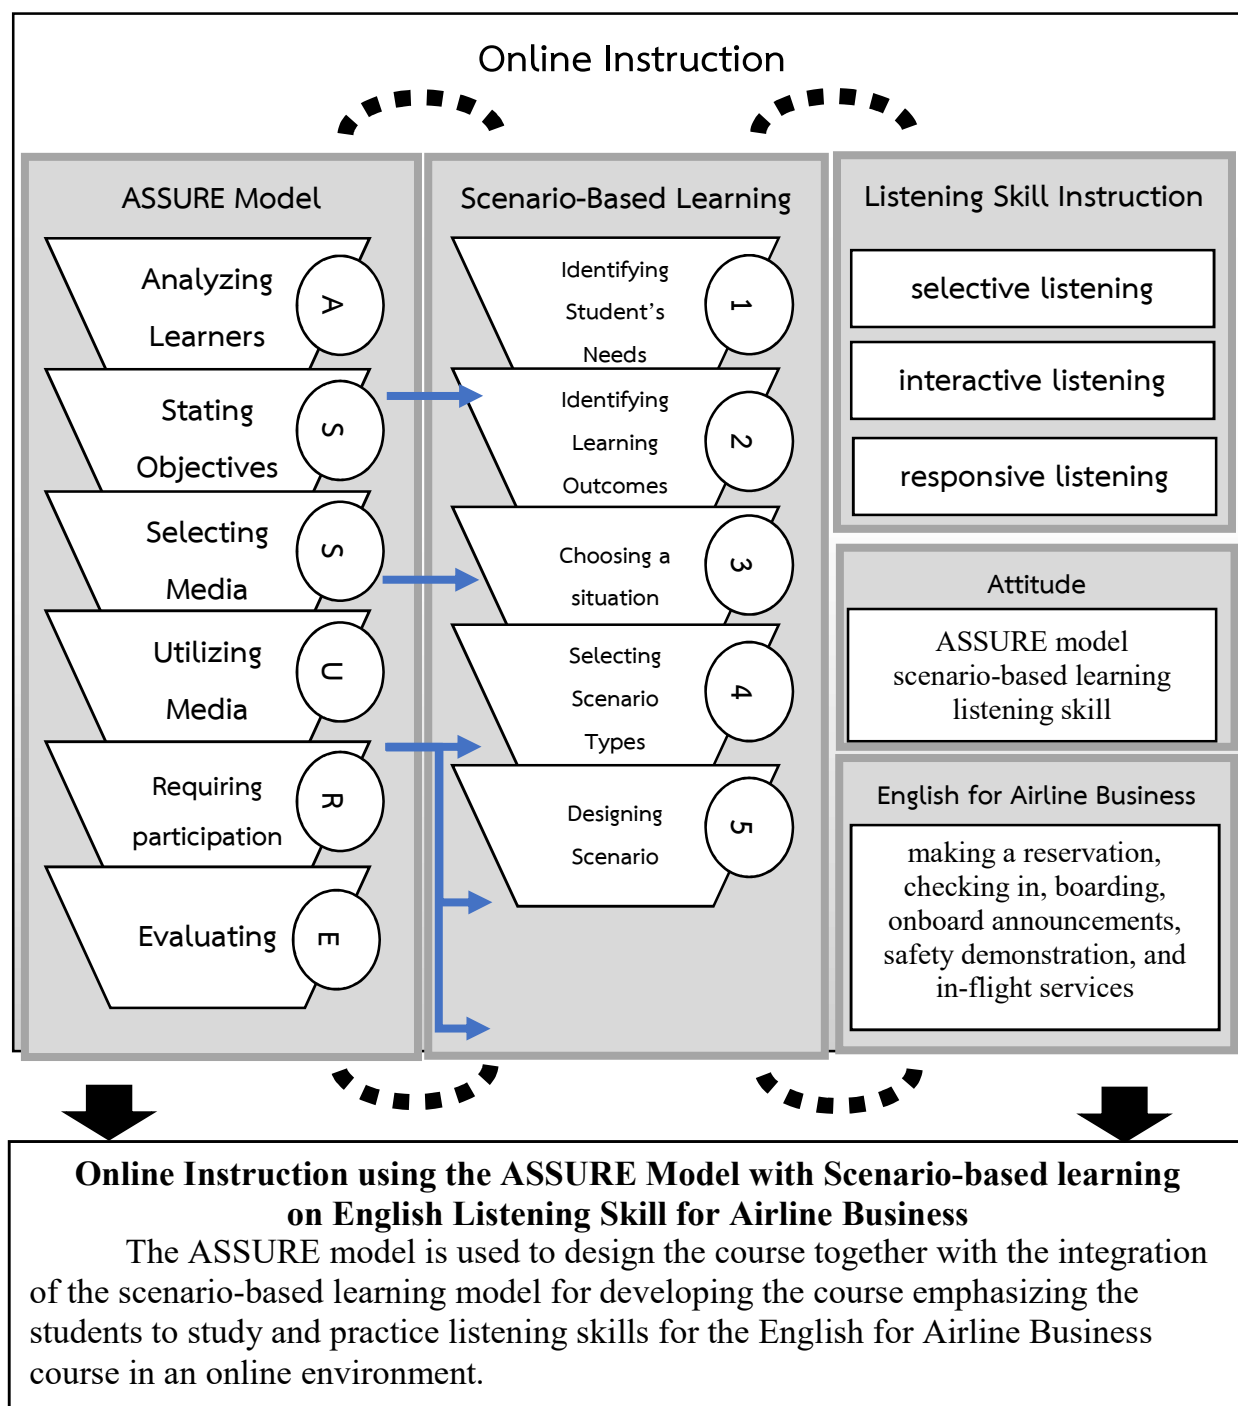 Online Instruction
ASSURE Model
Analyzing
Learners
A
Stating
Objectives
S
Selecting
Media
S
Utilizing
Media
U
Requiring
participation
R
Evaluating
E
Scenario-Based Learning
Identifying
Student's
Needs
1
Identifying
Learning
Outcomes
2
Choosing a
situation
3
Selecting
Scenario
Types
4
Designing
Scenario
5
Listening Skill Instruction
selective listening
interactive listening
responsive listening
Attitude
ASSURE model
scenario-based learning
listening skill
English for Airline Business
making a reservation,
checking in, boarding,
onboard announcements,
safety demonstration, and
in-flight services
Online Instruction using the ASSURE Model with Scenario-based learning
on English Listening Skill for Airline Business
The ASSURE model is used to design the course together with the integration
of the scenario-based learning model for developing the course emphasizing the
students to study and practice listening skills for the English for Airline Business
course in an online environment.